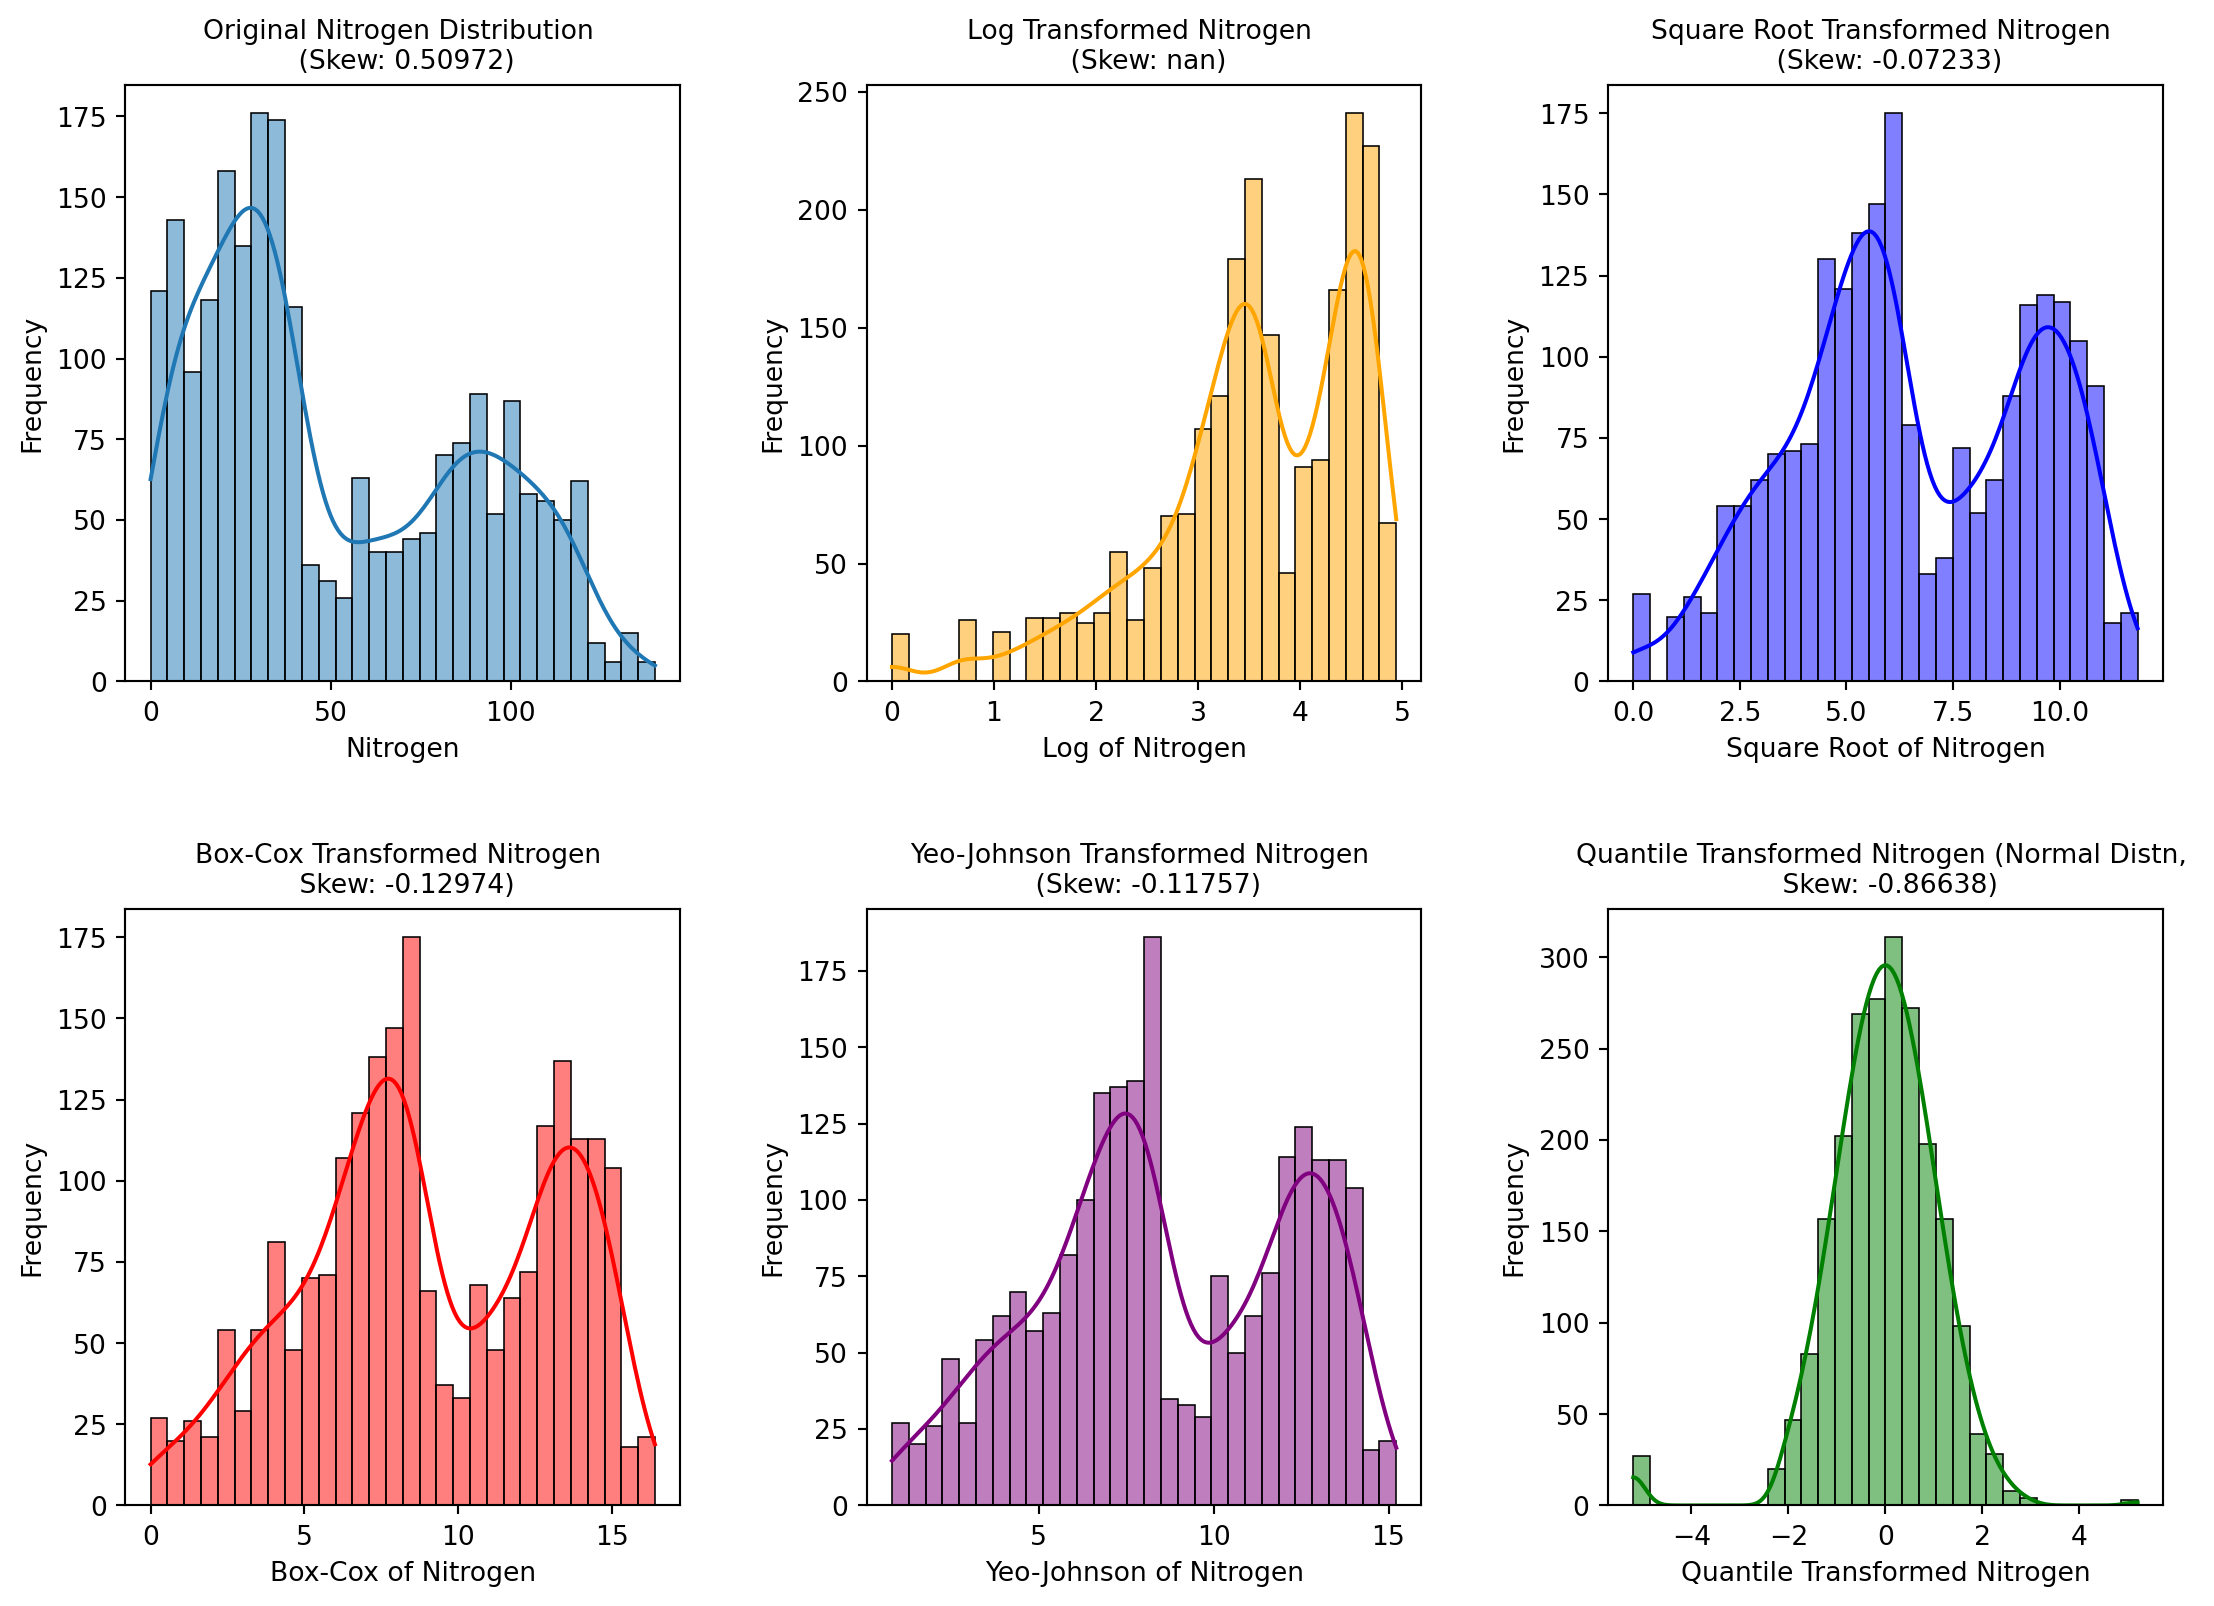 Original Nitrogen Distribution
(Skew: 0.50972)
175
150
125
100
75
50
25
0
Frequency
0 50 100
Nitrogen
Log Transformed Nitrogen
(Skew: nan)
250
200
150
100
50
0
Frequency
0 1 2 3 4 5
Log of Nitrogen
Square Root Transformed Nitrogen
(Skew: -0.07233)
175
150
125
100
75
50
25
0
Frequency
0.0 2.5 5.0 7.5 10.0
Square Root of Nitrogen
Box-Cox Transformed Nitrogen
Skew: -0.12974)
175
150
125
100
75
50
25
0
Frequency
0 5 10 15
Box-Cox of Nitrogen
Yeo-Johnson Transformed Nitrogen
(Skew: -0.11757)
175
150
125
100
75
50
25
0
Frequency
5 10 15
Yeo-Johnson of Nitrogen
Quantile Transformed Nitrogen (Normal Distn,
Skew: -0.86638)
300
250
200
150
100
50
0
Frequency
−4 −2 0 2 4
Quantile Transformed Nitrogen